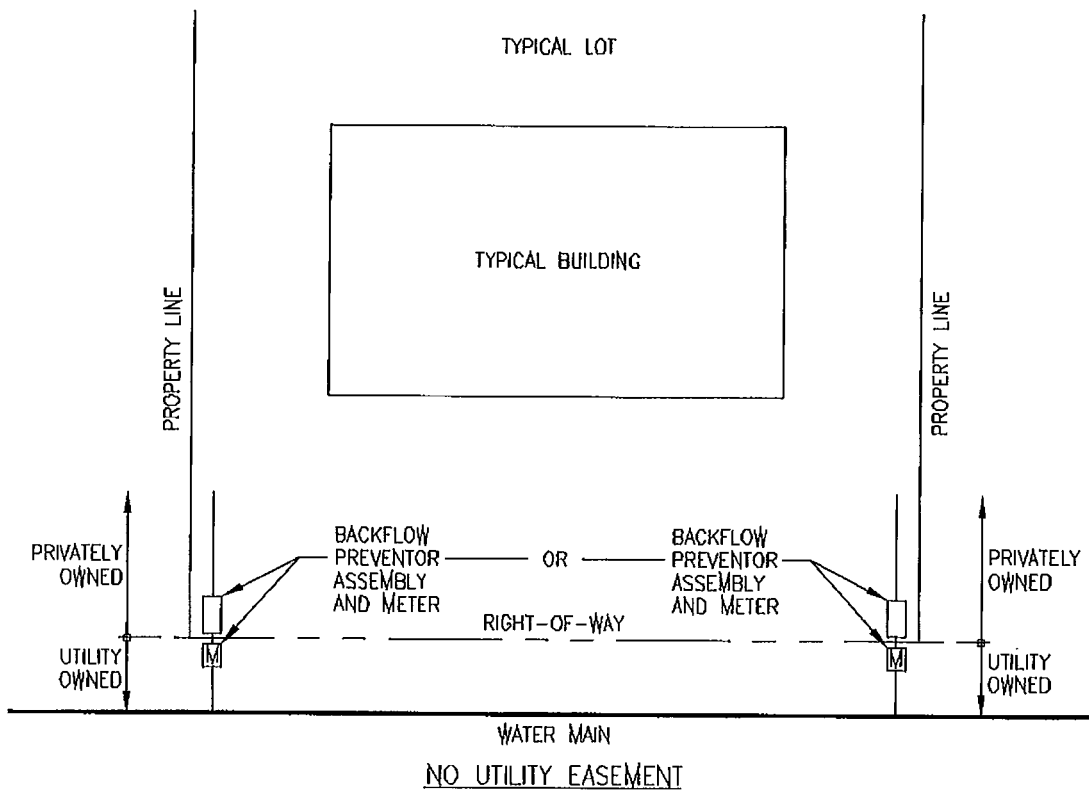 TYPICAL LOT
TYPICAL BUILDING
PROPERTY LINE
PROPERTY LINE
PRIVATELY
OWNED
BACKFLOW
PREVENTOR
ASSEMBLY
AND METER
OR
BACKFLOW
PREVENTOR
ASSEMBLY
AND METER
PRIVATELY
OWNED
RIGHT-OF-WAY
UTILITY
OWNED
M
M
UTILITY
OWNED
WATER MAIN
NO UTILITY EASEMENT